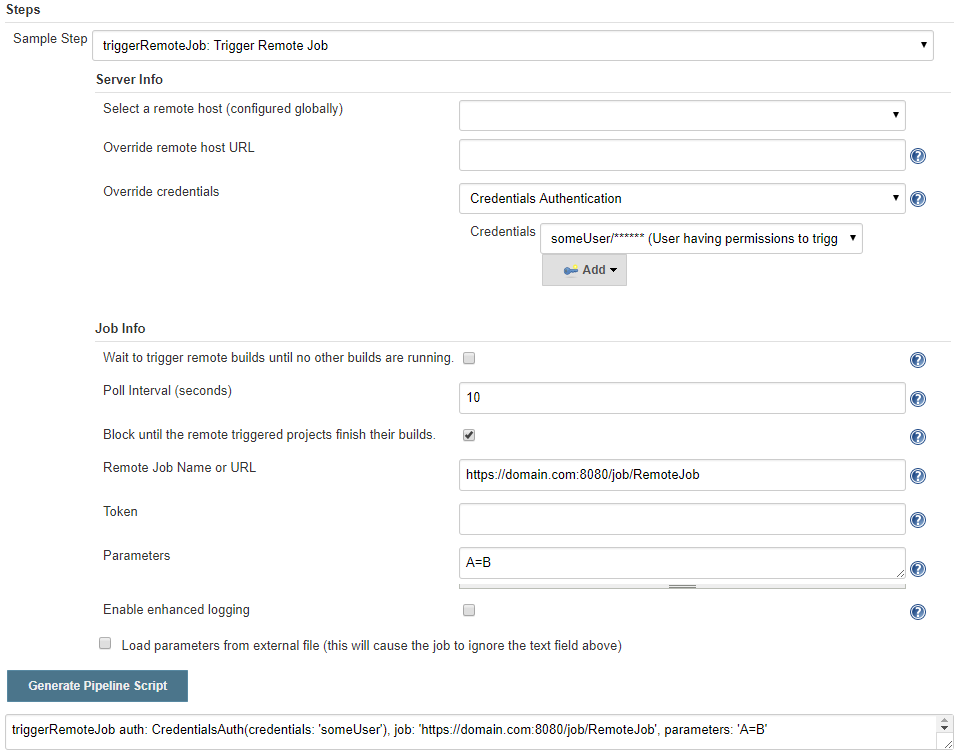 Steps
Sample Step triggerRemoteJob: Trigger Remote Job
Server Info
Select a remote host (configured globally)
Override remote host URL
Override credentials Credentials Authentication
Credentials someUser/****** (User having permissions to trigg
Add
Job Info
Wait to trigger remote builds until no other builds are running.
Poll Interval (seconds) 10
Block until the remote triggered projects finish their builds.
Remote Job Name or URL https://domain.com:8080/job/RemoteJob
Token
Parameters A=B
Enable enhanced logging
Load parameters from external file (this will cause the job to ignore the text field above)
Generate Pipeline Script
triggerRemoteJob auth: CredentialsAuth(credentials: 'someUser'), job: 'https://domain.com:8080/job/RemoteJob', parameters: 'A=B'